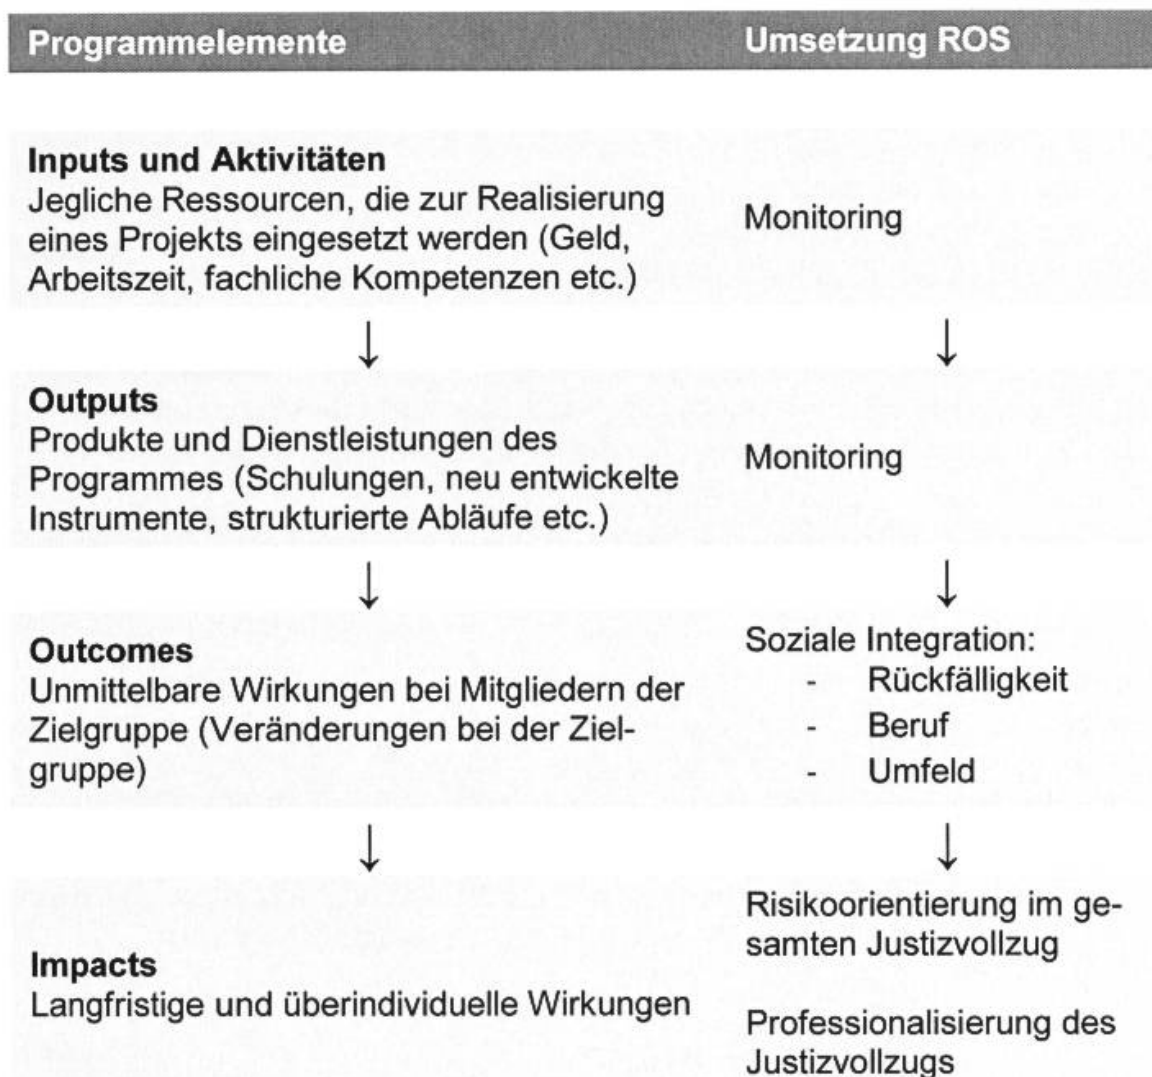 Programmelemente
Umsetzung ROS
Inputs und Aktivitäten
Jegliche Ressourcen, die zur Realisierung
eines Projekts eingesetzt werden (Geld,
Arbeitszeit, fachliche Kompetenzen etc.)
Monitoring
↓
↓
Outputs
Produkte und Dienstleistungen des
Programmes (Schulungen, neu entwickelte
Instrumente, strukturierte Abläufe etc.)
Monitoring
↓
↓
Outcomes
Unmittelbare Wirkungen bei Mitgliedern der
Zielgruppe (Veränderungen bei der Ziel-
gruppe)
Soziale Integration:
- Rückfälligkeit
- Beruf
- Umfeld
↓
↓
Impacts
Langfristige und überindividuelle Wirkungen
Risikoorientierung im ge-
samten Justizvollzug
Professionalisierung des
Justizvollzugs